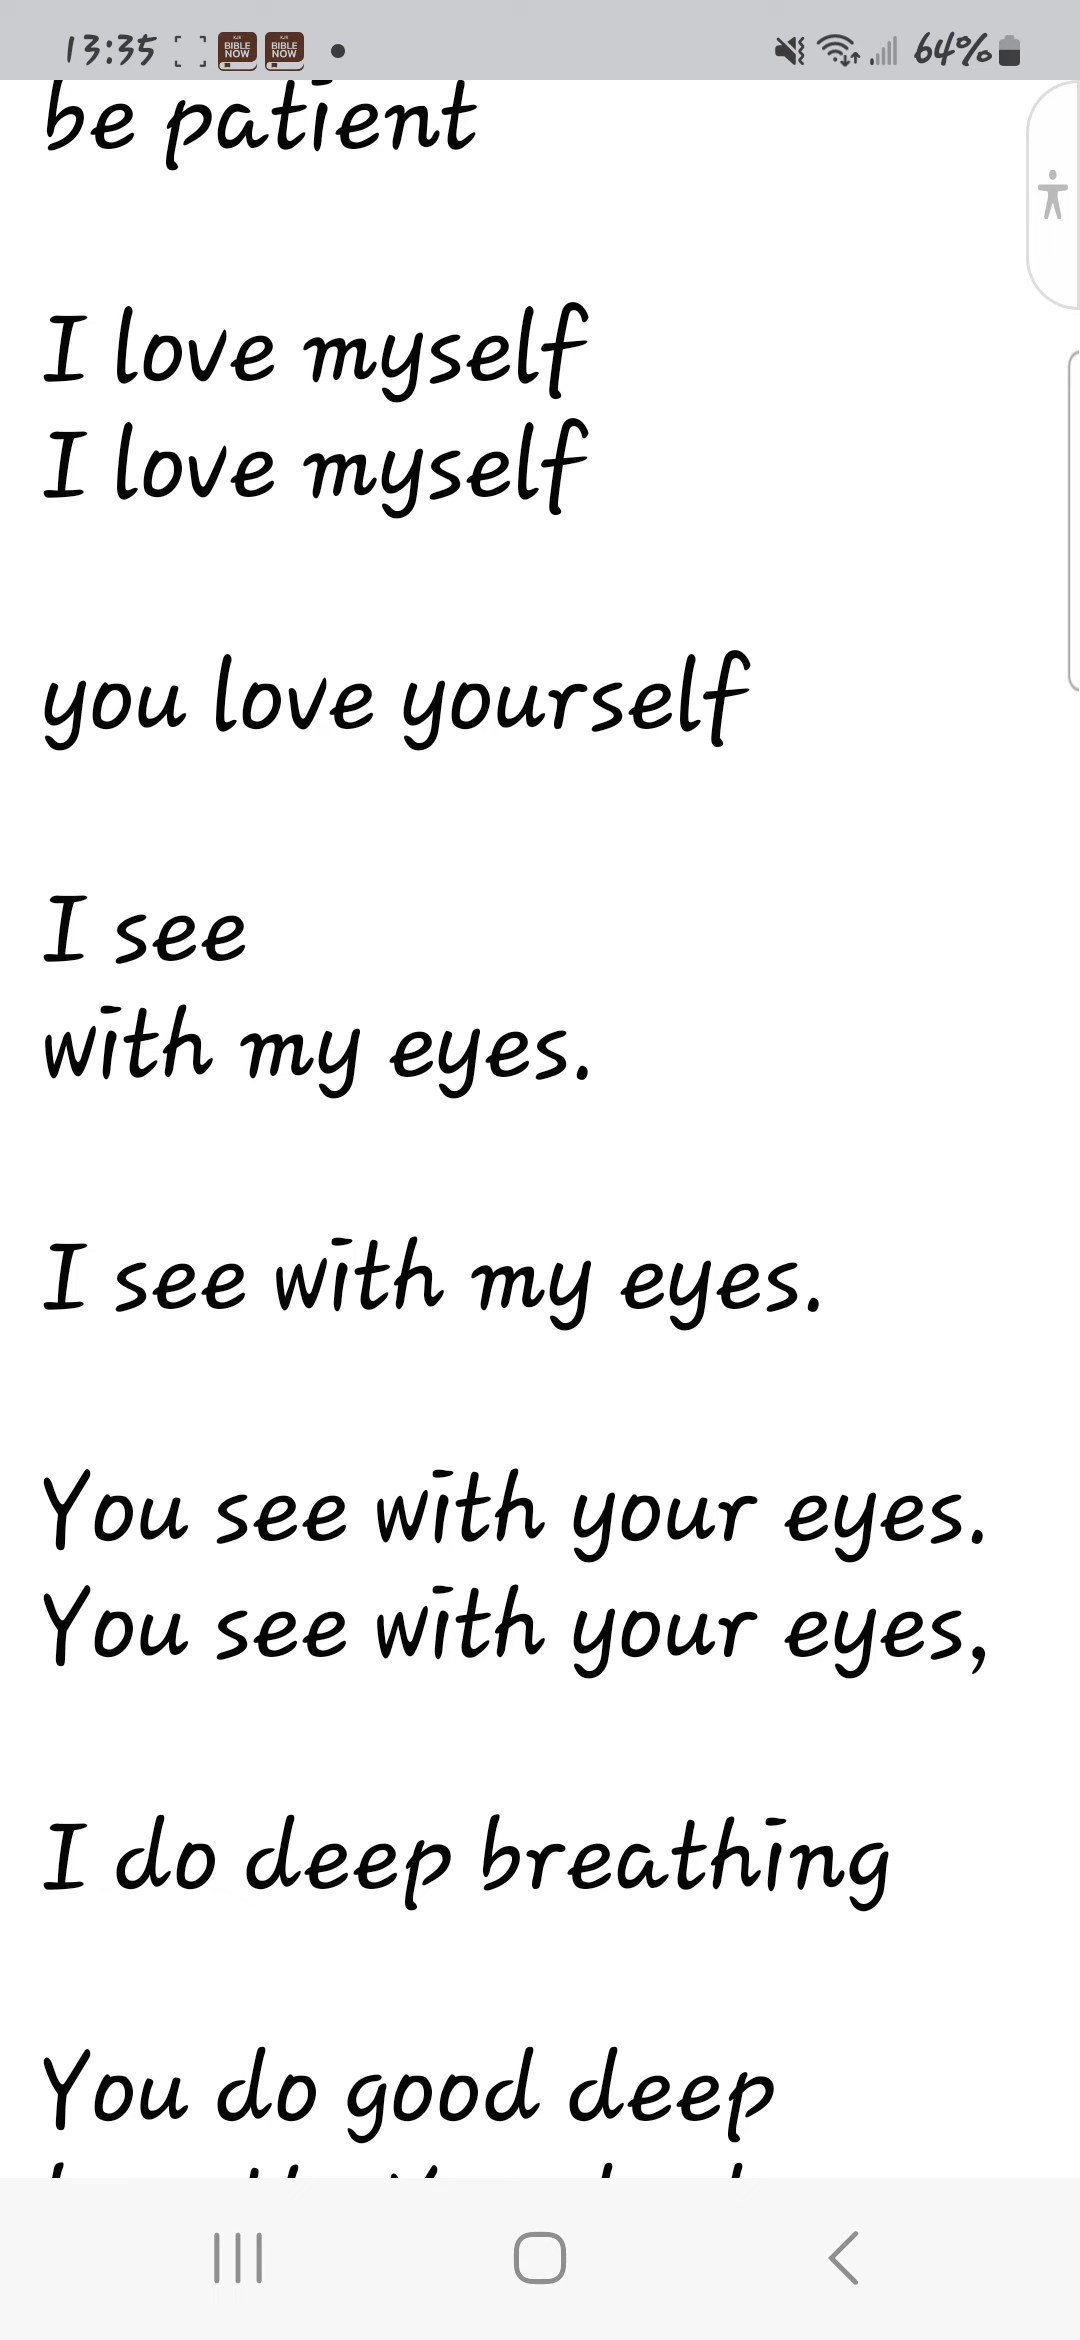 13:35 BIBLE NOW BIBLE NOW 64%
be patient
I love myself
I love myself
you love yourself
I see
with my eyes.
I see with my eyes.
You see with your eyes.
You see with your eyes,
I do deep breathing
You do good deep